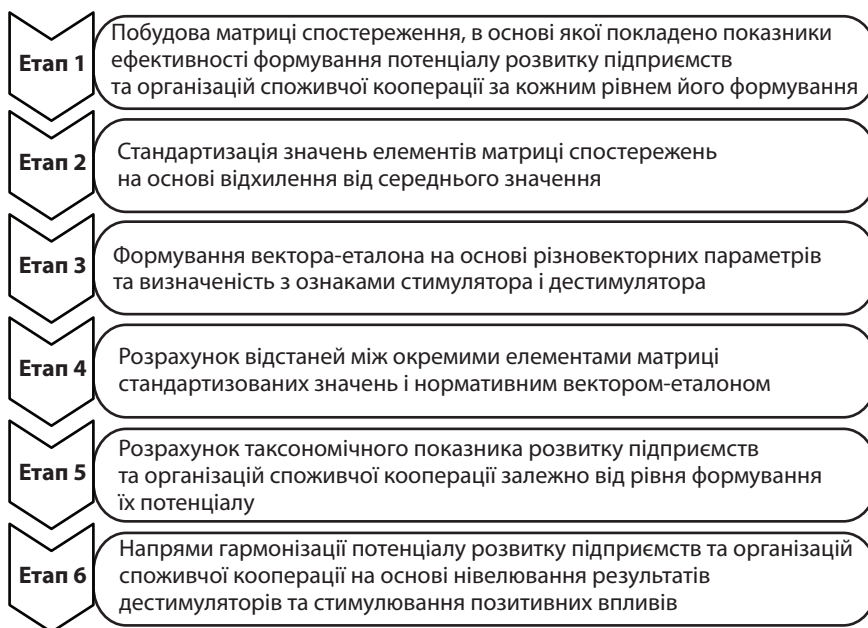 Етап 1
Побудова матриці спостереження, в основі якої покладено показники
ефективності формування потенціалу розвитку підприємств
та організацій споживчої кооперації за кожним рівнем його формування
Етап 2
Стандартизація значень елементів матриці спостережень
на основі відхилення від середнього значення
Етап 3
Формування вектора-еталона на основі різновекторних параметрів
та визначеність з ознаками стимулятора і дестимулятора
Етап 4
Розрахунок відстаней між окремими елементами матриці
стандартизованих значень і нормативним вектором-еталоном
Етап 5
Розрахунок таксономічного показника розвитку підприємств
та організацій споживчої кооперації залежно від рівня формування
їх потенціалу
Етап 6
Напрями гармонізації потенціалу розвитку підприємств та організацій
споживчої кооперації на основі нівелювання результатів
дестимуляторів та стимулювання позитивних впливів